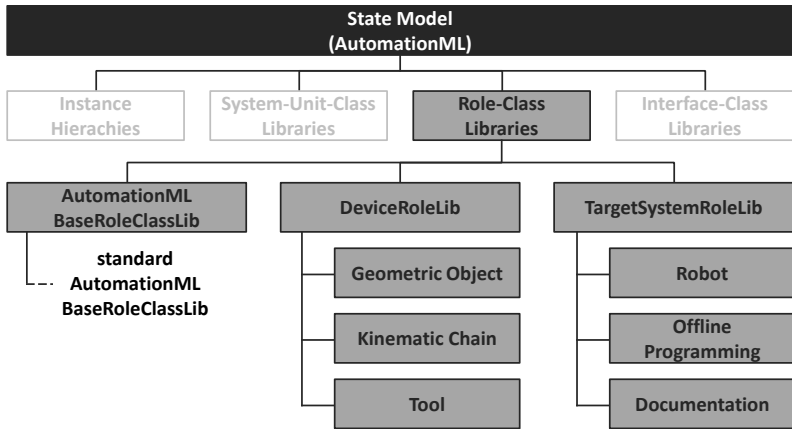 State Model
(AutomationML)
Instance
Hierachies
System-Unit-Class
Libraries
Role-Class
Libraries
Interface-Class
Libraries
AutomationML
BaseRoleClassLib
DeviceRoleLib
TargetSystemRoleLib
standard
AutomationML
BaseRoleClassLib
Geometric Object
Kinematic Chain
Tool
Robot
Offline
Programming
Documentation